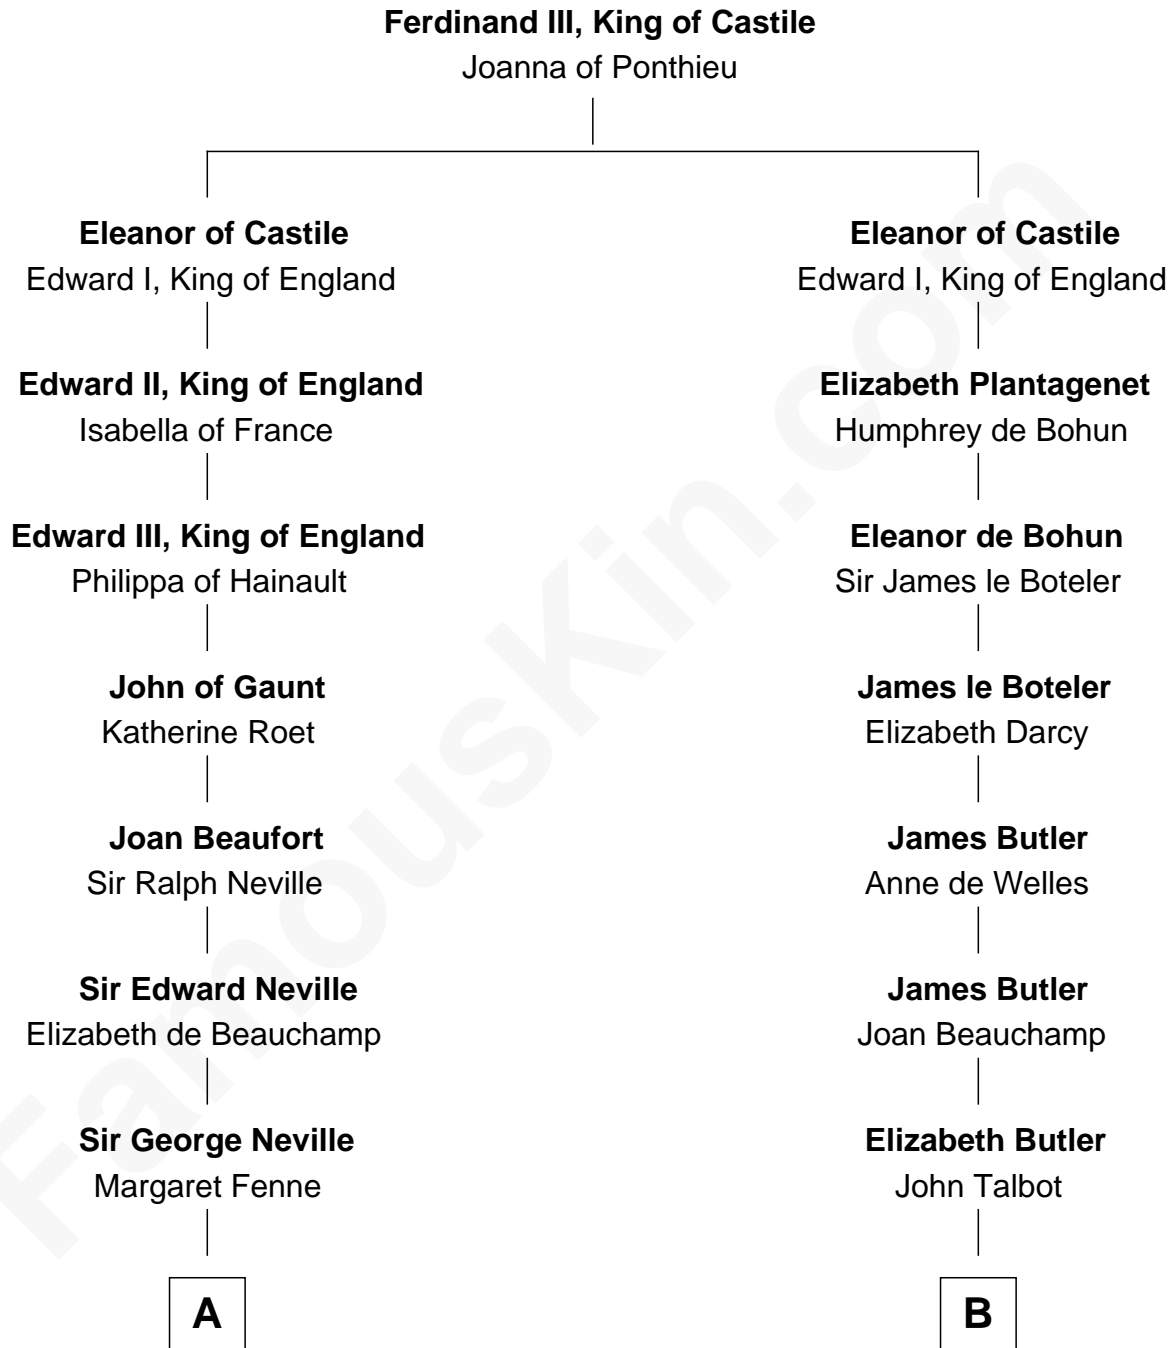 Ferdinand III, King of Castile
Joanna of Ponthieu
Eleanor of Castile
Edward I, King of England
Edward II, King of England
Isabella of France
Edward III, King of England
Philippa of Hainault
John of Gaunt
Katherine Roet
Joan Beaufort
Sir Ralph Neville
Sir Edward Neville
Elizabeth de Beauchamp
Sir George Neville
Margaret Fenne
A
Eleanor of Castile
Edward I, King of England
Elizabeth Plantagenet
Humphrey de Bohun
Eleanor de Bohun
Sir James le Boteler
James le Boteler
Elizabeth Darcy
James Butler
Anne de Welles
James Butler
Joan Beauchamp
Elizabeth Butler
John Talbot
B
FamousKin.com